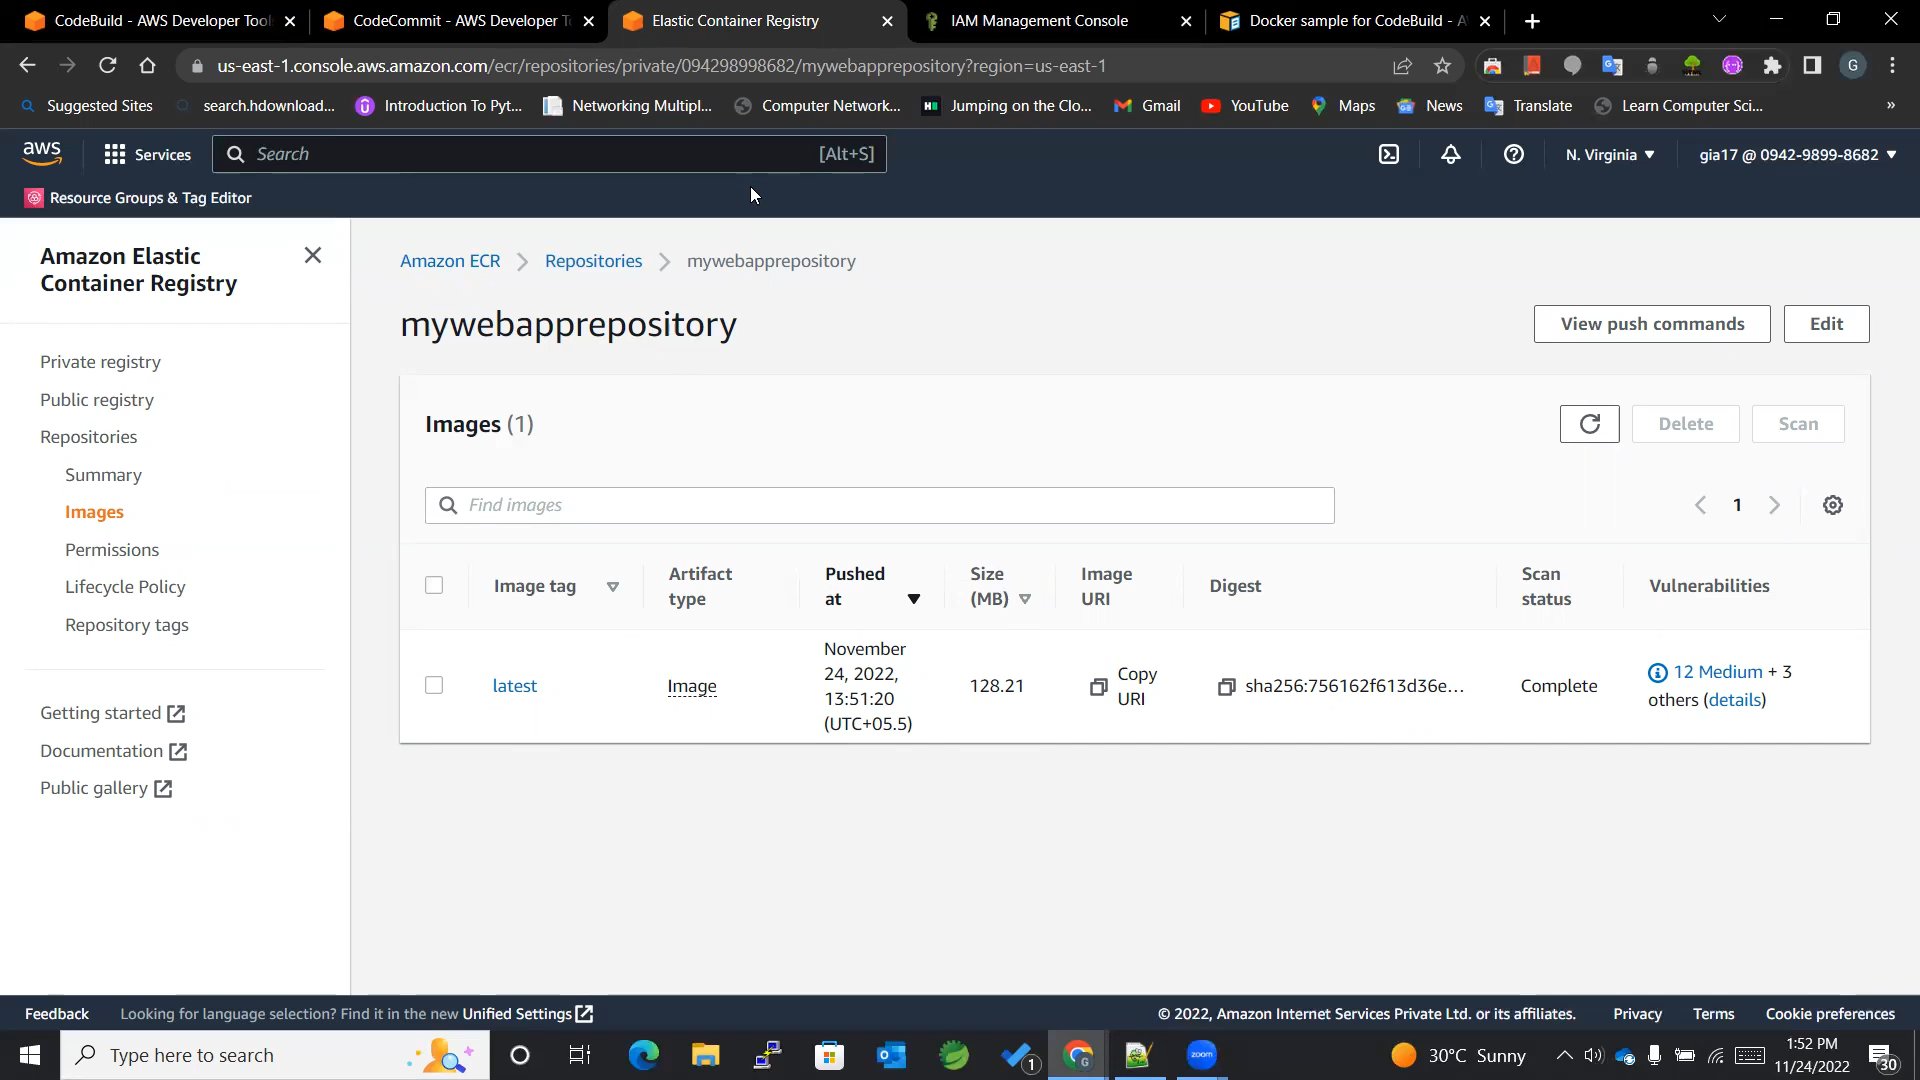 CodeBuild - AWS Developer Tool
CodeCommit - AWS Developer T
Elastic Container Registry
IAM Management Console
Docker sample for CodeBuild - A
us-east-1.console.aws.amazon.com/ecr/repositories/private/094298998682/mywebapprepository?region=us-east-1
G
Suggested Sites
search.hdownload...
Introduction To Pyt...
Networking Multipl...
Computer Network...
Jumping on the Clo...
Gmail
YouTube
Maps
News
Translate
Learn Computer Sci...
»
aws
Services
Search
[Alt+S]
N. Virginia
gia17 @ 0942-9899-8682
Resource Groups & Tag Editor
Amazon Elastic
Container Registry
Private registry
Public registry
Repositories
Summary
Images
Permissions
Lifecycle Policy
Repository tags
Getting started
Documentation
Public gallery
Amazon ECR
Repositories
mywebapprepository
mywebapprepository
View push commands
Edit
Images (1)
Delete
Scan
Find images
1
Image tag
Artifact
type
Pushed
at
Size
(MB)
Image
URI
Digest
Scan
status
Vulnerabilities
latest
Image
November
24, 2022,
13:51:20
(UTC+05.5)
128.21
Copy
URI
sha256:756162f613d36e...
Complete
12 Medium + 3
others (details)
Feedback
Looking for language selection? Find it in the new Unified Settings
© 2022, Amazon Internet Services Private Ltd. or its affiliates.
Privacy
Terms
Cookie preferences
Type here to search
1
zoom
30°C Sunny
1:52 PM
11/24/2022
30